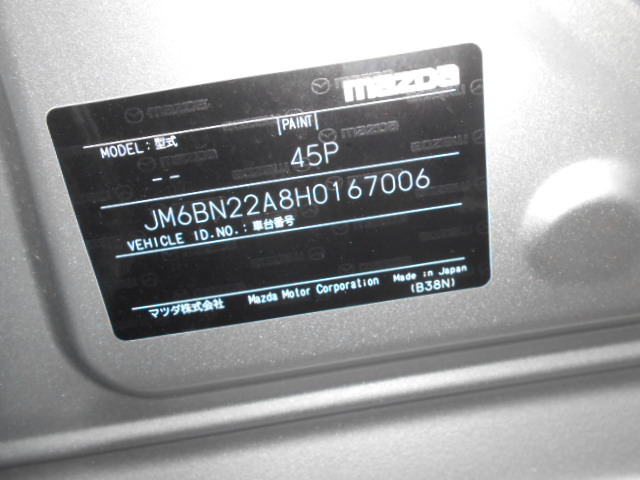 mazda
MODEL : 型式
PAINT
-- 45P
JM6BN22A8H0167006
VEHICLE ID.NO. : 車台番号
マツダ株式会社 Mazda Motor Corporation Made in Japan
(B38N)